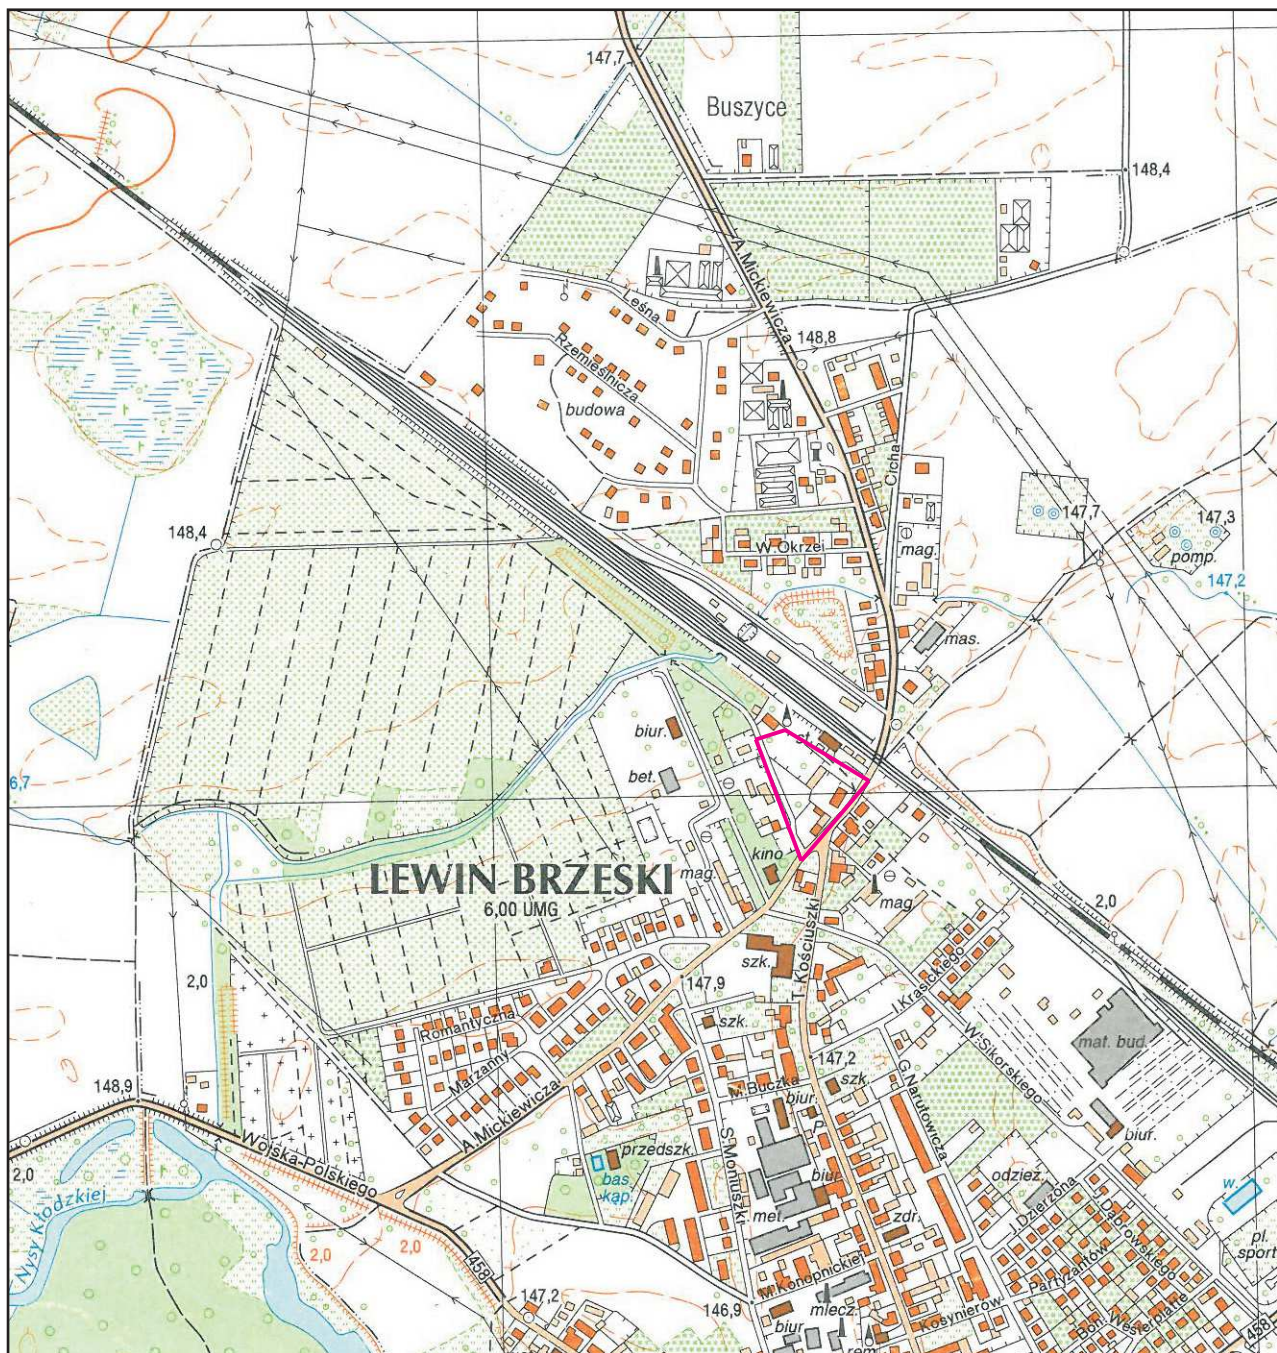 147,7
Buszyce
148,4
A. Mickiewicza
Leśna
148,8
Rzemieślnicza
budowa
Cicha
147,7
147,3
148,4
W. Okrzei
mag.
pomp.
147,2
mas.
biur.
st.
bet.
6,7
kino
LEWIN BRZESKI
mag.
6,00 UMG
mag.
2,0
T. Kościuszki
szk.
I. Krasickiego
2,0
147,9
szk.
Romantyczna
W. Sikorskiego
mat. bud.
Marzanny
147,2
148,9
szk.
M. Buczka
G. Narutowicza
A. Mickiewicza
biur.
P
biur.
Wojska Polskiego
przedszk.
S. Moniuszki
2,0
bas.
kąp.
biur.
odzież.
w.
Nysy Kłodzkiej
met.
zdr.
Dzierżona
Dąbrowskiego
2,0
2,0
pl.
sport.
458
Partyzantów
M. Konopnickiej
147,2
146,9
mlecz.
Kosynierów
Boh. Westerplatte
biur.
rem.
458